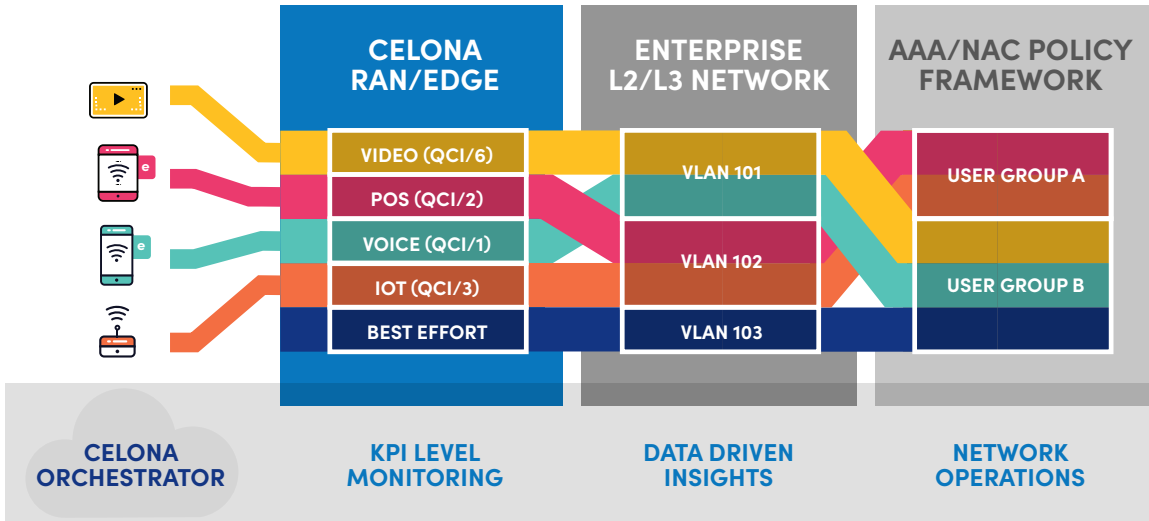 CELONA
RAN/EDGE
ENTERPRISE
L2/L3 NETWORK
AAA/NAC POLICY
FRAMEWORK
e
e
VIDEO (QCI/6)
POS (QCI/2)
VOICE (QCI/1)
IOT (QCI/3)
BEST EFFORT
VLAN 101
VLAN 102
VLAN 103
USER GROUP A
USER GROUP B
CELONA
ORCHESTRATOR
KPI LEVEL
MONITORING
DATA DRIVEN
INSIGHTS
NETWORK
OPERATIONS